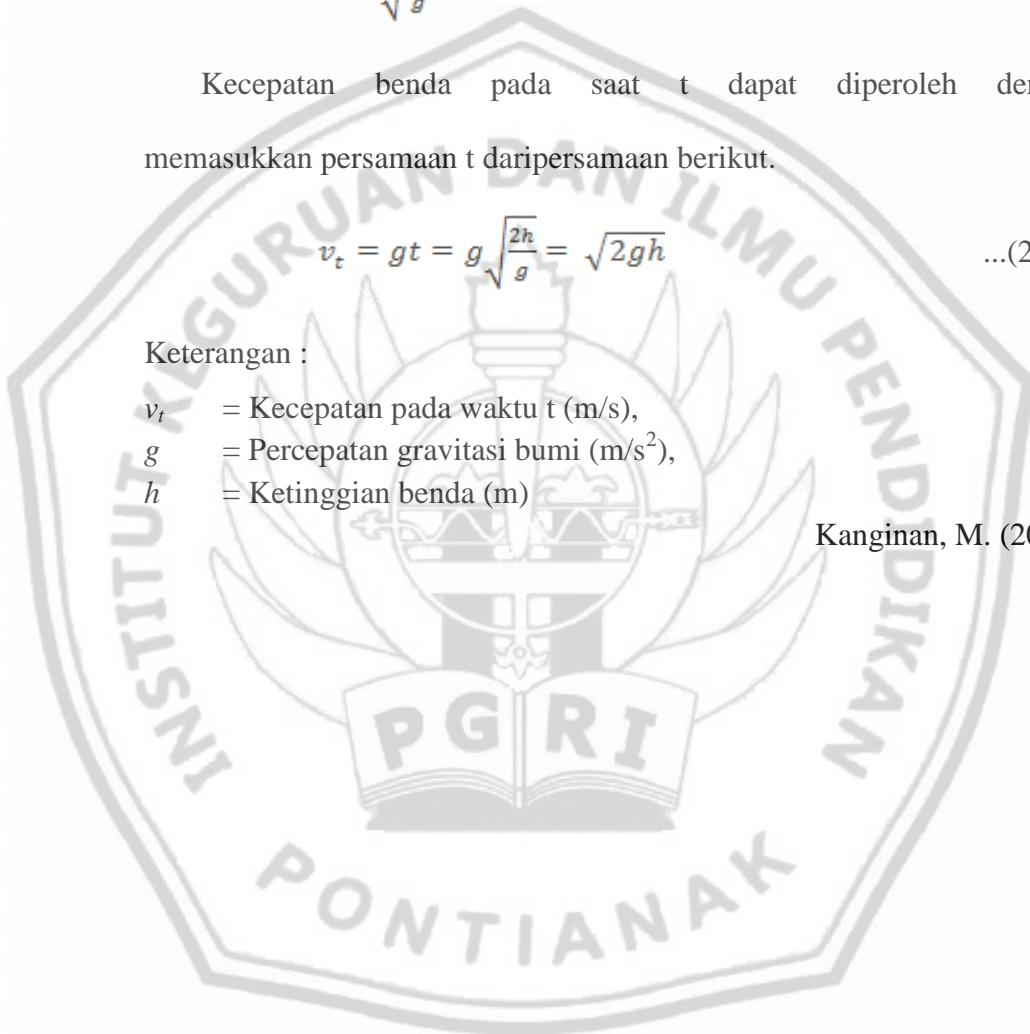 √g
Kecepatan benda pada saat t dapat diperoleh
memasukkan persamaan t daripersamaan berikut.
v_t = gt = g√(2h/g) = √(2gh) ...(2
Keterangan :
v_t = Kecepatan pada waktu t (m/s),
g = Percepatan gravitasi bumi (m/s²),
h = Ketinggian benda (m)
Kanginan, M. (20
INSTITUT KEGURUAN DAN ILMU PENDIDIKAN
PGRI
PONTIANAK